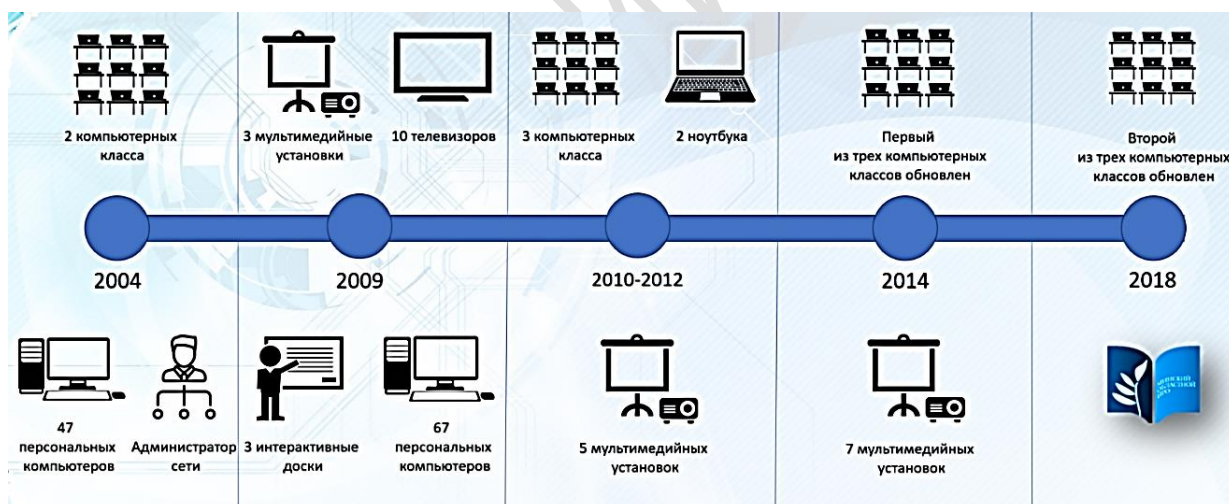 2 компьютерных
класса
3 мультимедийные
установки
10 телевизоров
3 компьютерных
класса
2 ноутбука
Первый
из трех компьютерных
классов обновлен
Второй
из трех компьютерных
классов обновлен
2004
2009
2010-2012
2014
2018
47
персональных
компьютеров
Администратор
сети
3 интерактивные
доски
67
персональных
компьютеров
5 мультимедийных
установок
7 мультимедийных
установок